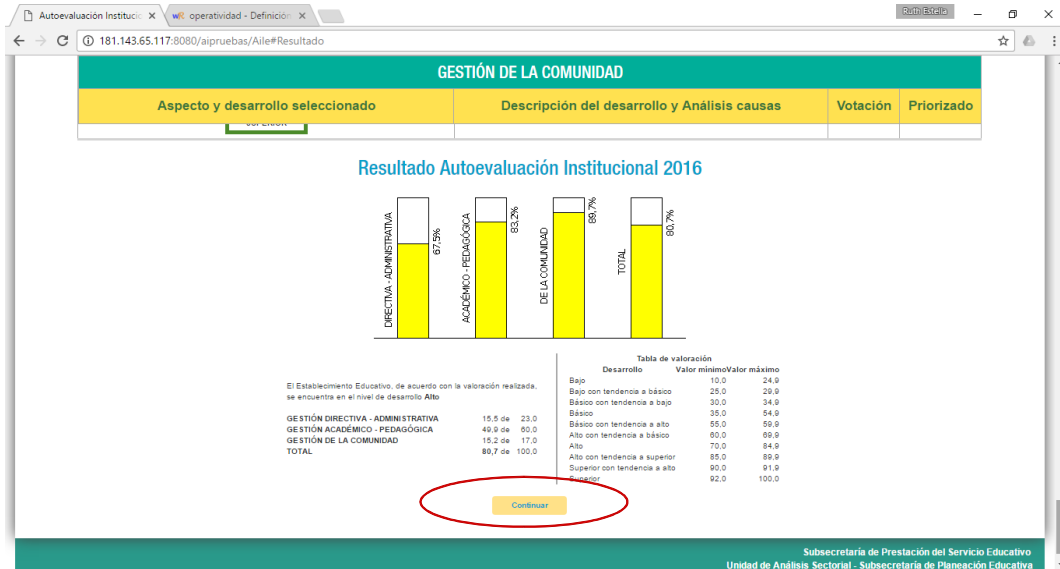 Autoevaluación Institucio
wR operatividad - Definición
Ruth Estella
181.143.65.117:8080/aipruebas/Aile#Resultado
GESTIÓN DE LA COMUNIDAD
Aspecto y desarrollo seleccionado Descripción del desarrollo y Análisis causas Votación Priorizado
Resultado Autoevaluación Institucional 2016
DIRECTIVA - ADMINISTRATIVA
67,5%
ACADÉMICO - PEDAGÓGICA
83,2%
DE LA COMUNIDAD
89,7%
TOTAL
80,7%
El Establecimiento Educativo, de acuerdo con la valoración realizada,
se encuentra en el nivel de desarrollo Alto
GESTIÓN DIRECTIVA - ADMINISTRATIVA 15,5 de 23,0
GESTIÓN ACADÉMICO - PEDAGÓGICA 49,9 de 60,0
GESTIÓN DE LA COMUNIDAD 15,2 de 17,0
TOTAL 80,7 de 100,0
Tabla de valoración
Desarrollo Valor mínimo Valor máximo
Bajo 10,0 24,9
Bajo con tendencia a básico 25,0 29,9
Básico con tendencia a bajo 30,0 34,9
Básico 35,0 54,9
Básico con tendencia a alto 55,0 59,9
Alto con tendencia a básico 60,0 69,9
Alto 70,0 84,9
Alto con tendencia a superior 85,0 89,9
Superior con tendencia a alto 90,0 91,9
Superior 92,0 100,0
Continuar
Subsecretaría de Prestación del Servicio Educativo
Unidad de Análisis Sectorial - Subsecretaría de Planeación Educativa